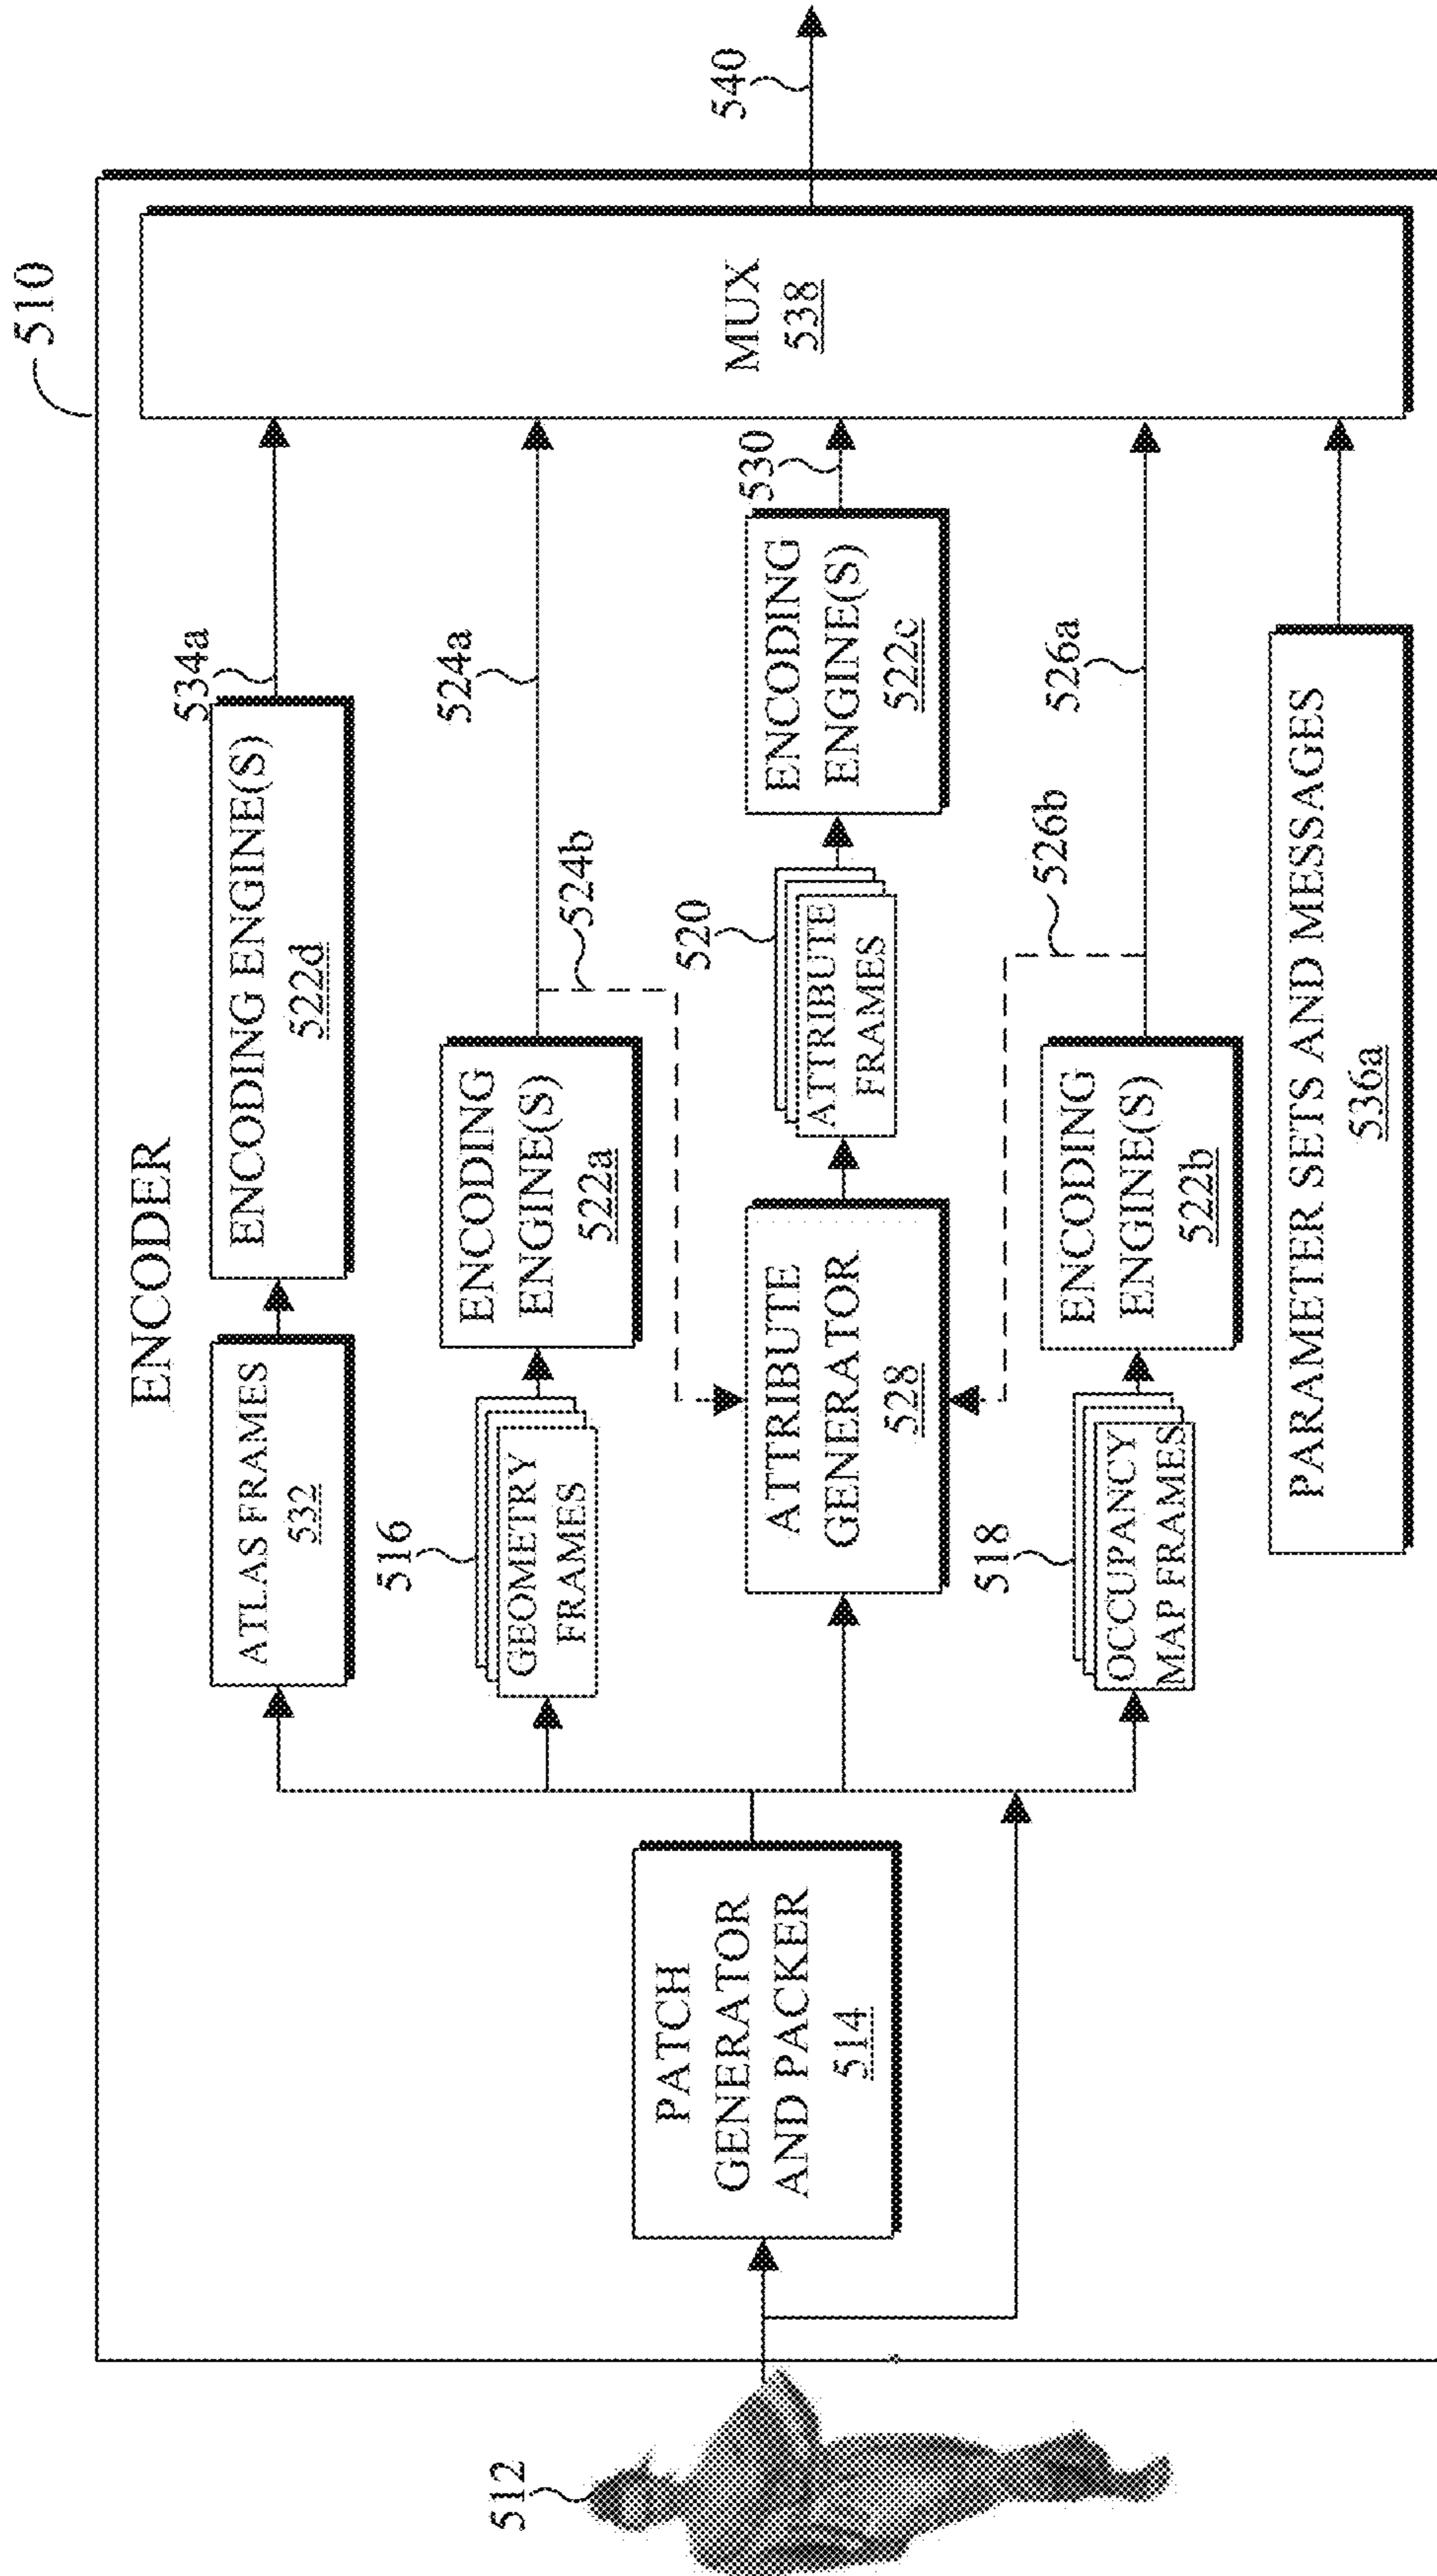 510
ENCODER
512
PATCH
GENERATOR
AND PACKER
514
ATLAS FRAMES
532
ENCODING ENGINE(S)
522d
534a
516
GEOMETRY
FRAMES
ENCODING
ENGINE(S)
522a
524a
524b
ATTRIBUTE
GENERATOR
528
520
ATTRIBUTE
FRAMES
ENCODING
ENGINE(S)
522c
530
518
OCCUPANCY
MAP FRAMES
ENCODING
ENGINE(S)
522b
526b
526a
PARAMETER SETS AND MESSAGES
536a
MUX
538
540